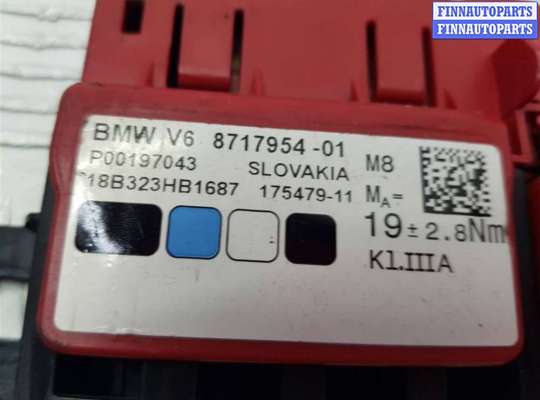 FINNAUTOPARTS
FINNAUTOPARTS
BMW V6 8717954-01
P00197043 SLOVAKIA M8
18B323HB1687 175479-11 MA=
19±2.8Nm
Kl.IIIA